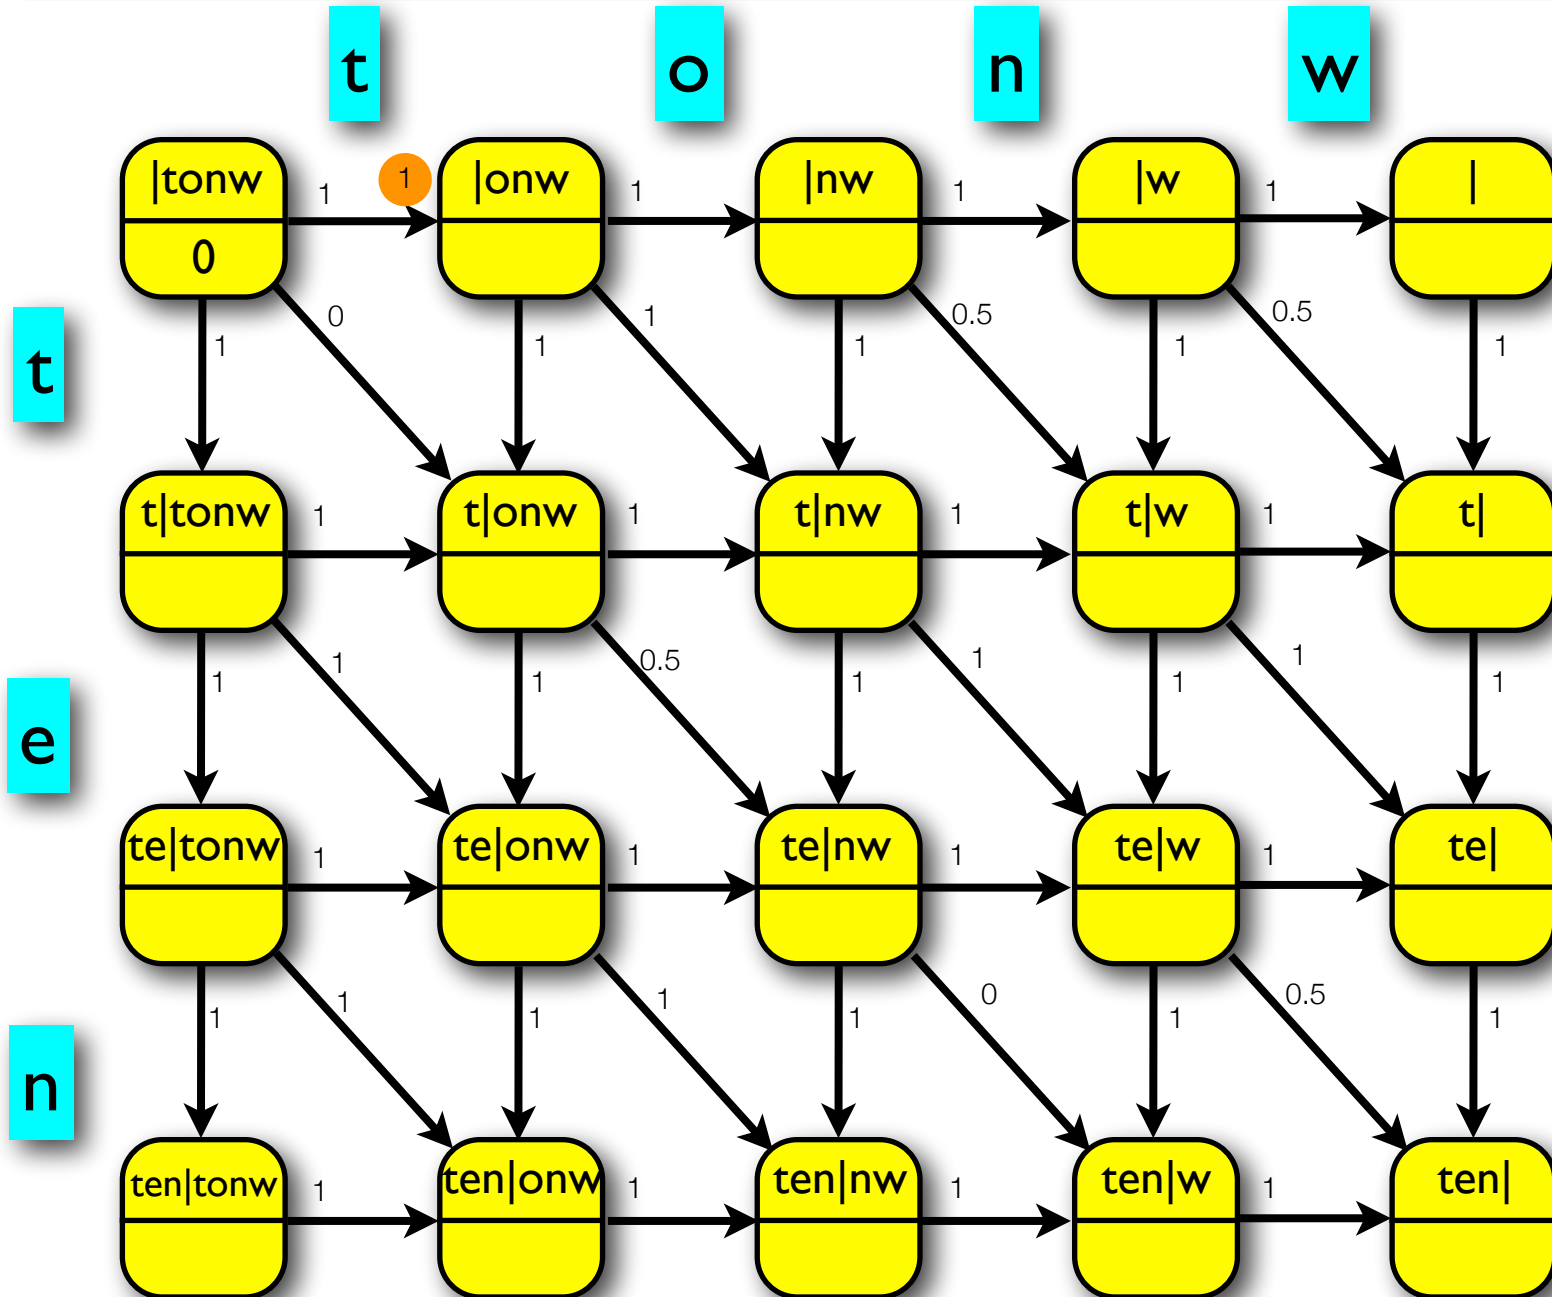 t o n w
|tonw 1 1 |onw 1 |nw 1 |w 1 |
0
t 1 0 1 1 1 0.5 1 0.5 1
t|tonw 1 t|onw 1 t|nw 1 t|w 1 t|
e 1 1 1 0.5 1 1 1 1 1
te|tonw 1 te|onw 1 te|nw 1 te|w 1 te|
n 1 1 1 1 1 0 1 0.5 1
ten|tonw 1 ten|onw 1 ten|nw 1 ten|w 1 ten|